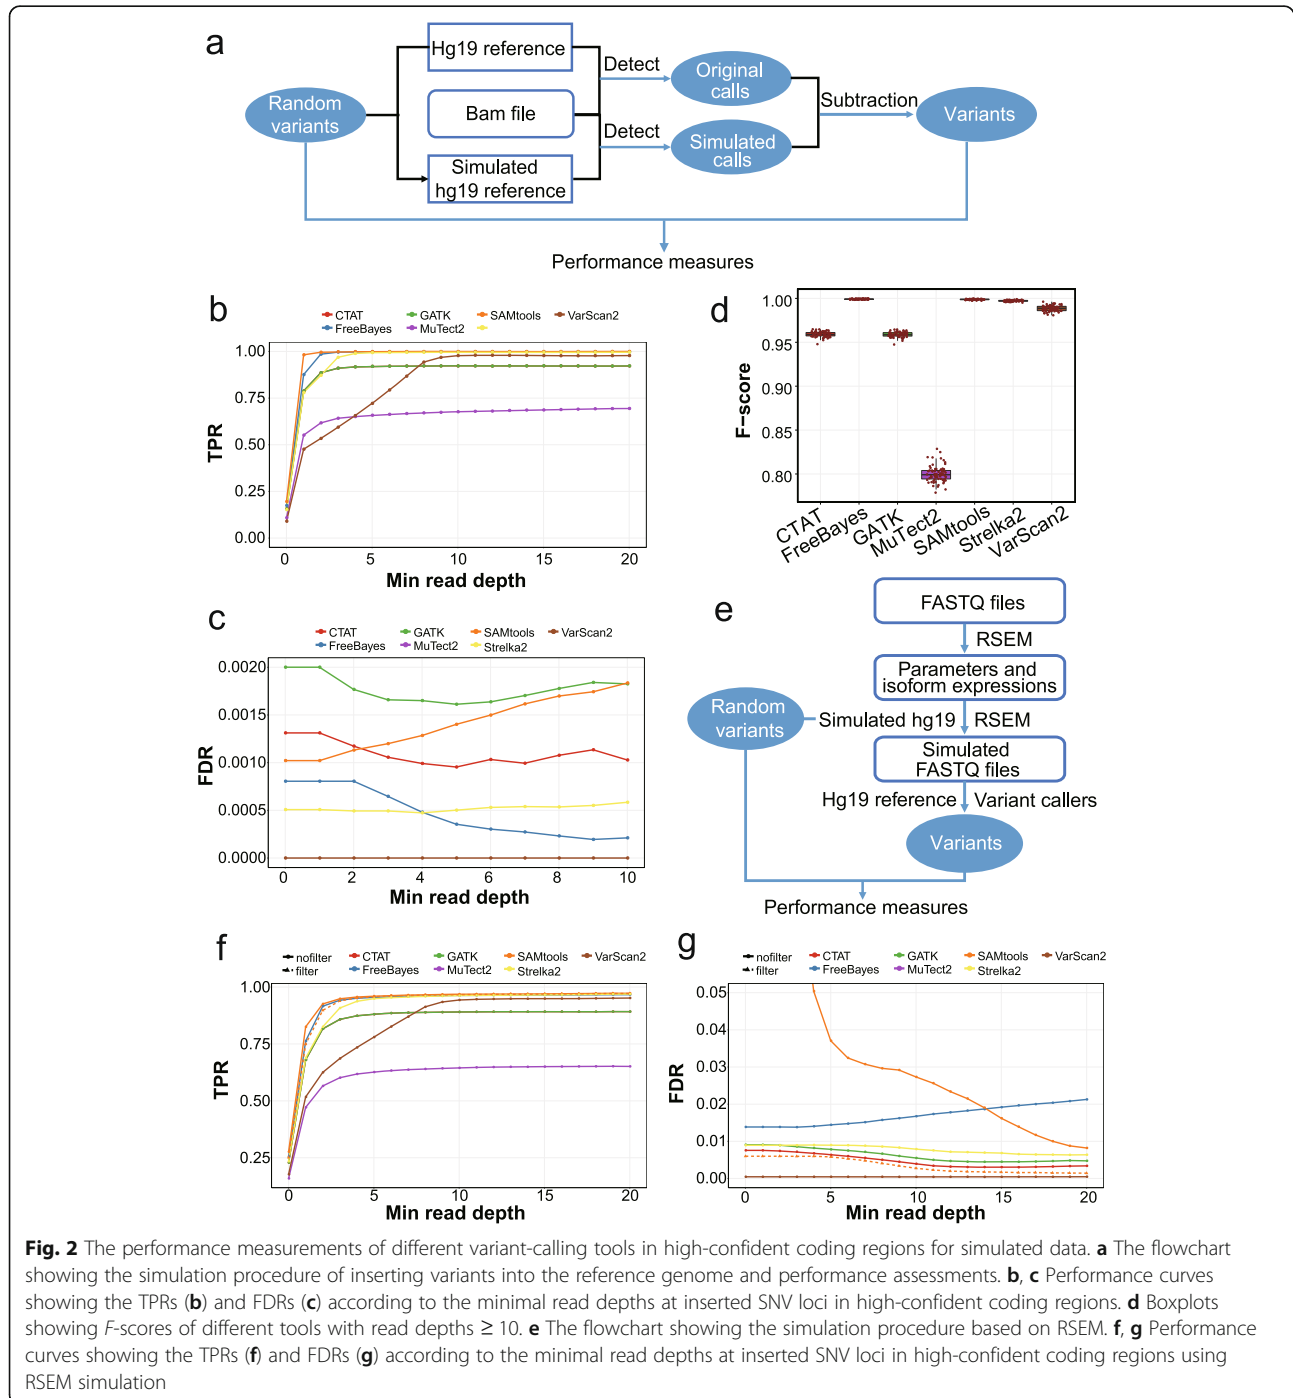 a
Hg19 reference
Random
variants
Bam file
Simulated
hg19 reference
Detect
Detect
Original
calls
Simulated
calls
Subtraction
Variants
Performance measures
b
CTAT
GATK
SAMtools
VarScan2
FreeBayes
MuTect2
TPR
1.00
0.75
0.50
0.25
0.00
0 5 10 15 20
Min read depth
d
F-score
1.00
0.95
0.90
0.85
0.80
CTAT
FreeBayes
GATK
MuTect2
SAMtools
Strelka2
VarScan2
c
CTAT
GATK
SAMtools
VarScan2
FreeBayes
MuTect2
Strelka2
FDR
0.0020
0.0015
0.0010
0.0005
0.0000
0 2 4 6 8 10
Min read depth
e
FASTQ files
RSEM
Parameters and
isoform expressions
Random
variants
Simulated hg19
RSEM
Simulated
FASTQ files
Hg19 reference
Variant callers
Variants
Performance measures
f
nofilter
filter
CTAT
GATK
SAMtools
VarScan2
FreeBayes
MuTect2
Strelka2
TPR
1.00
0.75
0.50
0.25
0 5 10 15 20
Min read depth
g
nofilter
filter
CTAT
GATK
SAMtools
VarScan2
FreeBayes
MuTect2
Strelka2
FDR
0.05
0.04
0.03
0.02
0.01
0.00
0 5 10 15 20
Min read depth
Fig. 2 The performance measurements of different variant-calling tools in high-confident coding regions for simulated data. a The flowchart
showing the simulation procedure of inserting variants into the reference genome and performance assessments. b, c Performance curves
showing the TPRs (b) and FDRs (c) according to the minimal read depths at inserted SNV loci in high-confident coding regions. d Boxplots
showing F-scores of different tools with read depths ≥ 10. e The flowchart showing the simulation procedure based on RSEM. f, g Performance
curves showing the TPRs (f) and FDRs (g) according to the minimal read depths at inserted SNV loci in high-confident coding regions using
RSEM simulation